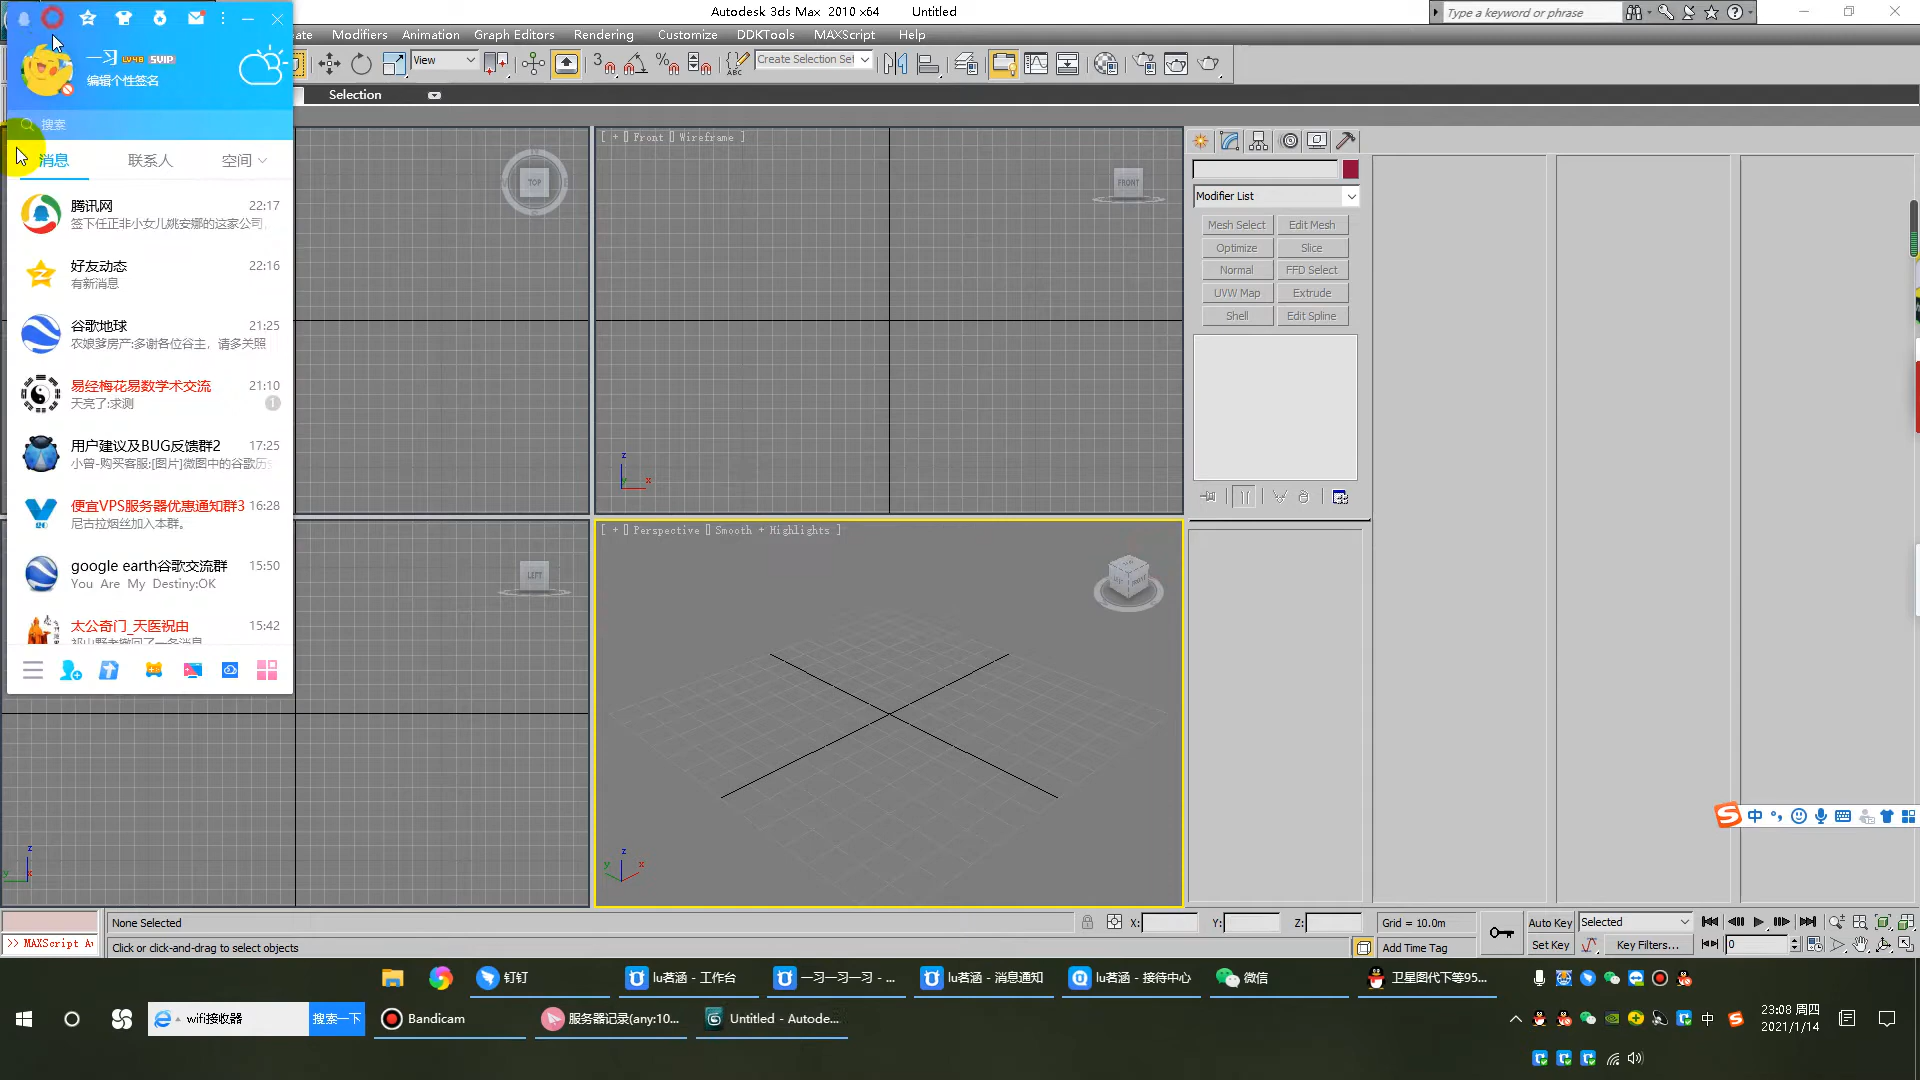 Autodesk 3ds Max 2010 x64 Untitled
Type a keyword or phrase
Modifiers Animation Graph Editors Rendering Customize DDKTools MAXScript Help
View
Create Selection Set
Selection
一习 LV48 SVIP
编辑个性签名
搜索
消息 联系人 空间
腾讯网 22:17
签下任正非小女儿姚安娜的这家公司,
好友动态 22:16
有新消息
谷歌地球 21:25
农娘爹房产:多谢各位谷主，请多关照
易经梅花易数学术交流 21:10
天亮了:求测 1
用户建议及BUG反馈群2 17:25
小曾-购买客服:[图片]微图中的谷歌历
便宜VPS服务器优惠通知群3 16:28
尼古拉烟丝加入本群。
google earth谷歌交流群 15:50
You Are My Destiny:OK
太公奇门_天医祝由 15:42
[ + ] Front [] Wireframe ]
TOP
FRONT
LEFT
[ + ] Perspective [] Smooth + Highlights ]
Modifier List
Mesh Select Edit Mesh
Optimize Slice
Normal FFD Select
UVW Map Extrude
Shell Edit Spline
None Selected
X: Y: Z: Grid = 10.0m
Auto Key Selected
>> MAXScript
Click or click-and-drag to select objects
Add Time Tag
Set Key Key Filters... 0
中
钉钉
lu茗涵 - 工作台
一习一习一习 - ...
lu茗涵 - 消息通知
lu茗涵 - 接待中心
微信
卫星图代下等95...
wifi接收器 搜索一下
Bandicam
服务器记录(any:10...
Untitled - Autode...
中
23:08 周四
2021/1/14